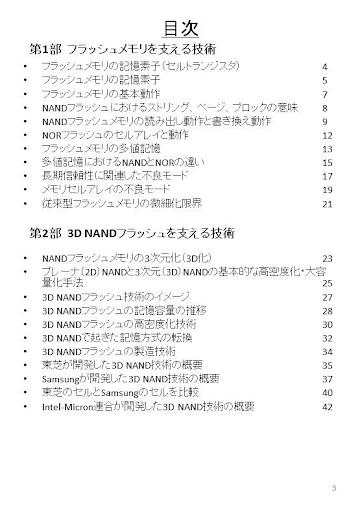 目次
第1部 フラッシュメモリを支える技術
• フラッシュメモリの記憶素子（セルトランジスタ） 4
• フラッシュメモリの記憶素子 5
• フラッシュメモリの基本動作 7
• NANDフラッシュにおけるストリング、ページ、ブロックの意味 8
• NANDフラッシュメモリの読み出し動作と書き換え動作 9
• NORフラッシュのセルアレイと動作 12
• フラッシュメモリの多値記憶 13
• 多値記憶におけるNANDとNORの違い 15
• 長期信頼性に関連した不良モード 17
• メモリセルアレイの不良モード 19
• 従来型フラッシュメモリの微細化限界 21
第2部 3D NANDフラッシュを支える技術
• NANDフラッシュメモリの3次元化（3D化） 23
• プレーナ（2D）NANDと3次元（3D）NANDの基本的な高密度化・大容
量化手法 25
• 3D NANDフラッシュ技術のイメージ 27
• 3D NANDフラッシュの記憶容量の推移 28
• 3D NANDフラッシュの高密度化技術 30
• 3D NANDで起きた記憶方式の転換 32
• 3D NANDフラッシュの製造技術 34
• 東芝が開発した3D NAND技術の概要 35
• Samsungが開発した3D NAND技術の概要 37
• 東芝のセルとSamsungのセルを比較 40
• Intel-Micron連合が開発した3D NAND技術の概要 42
3